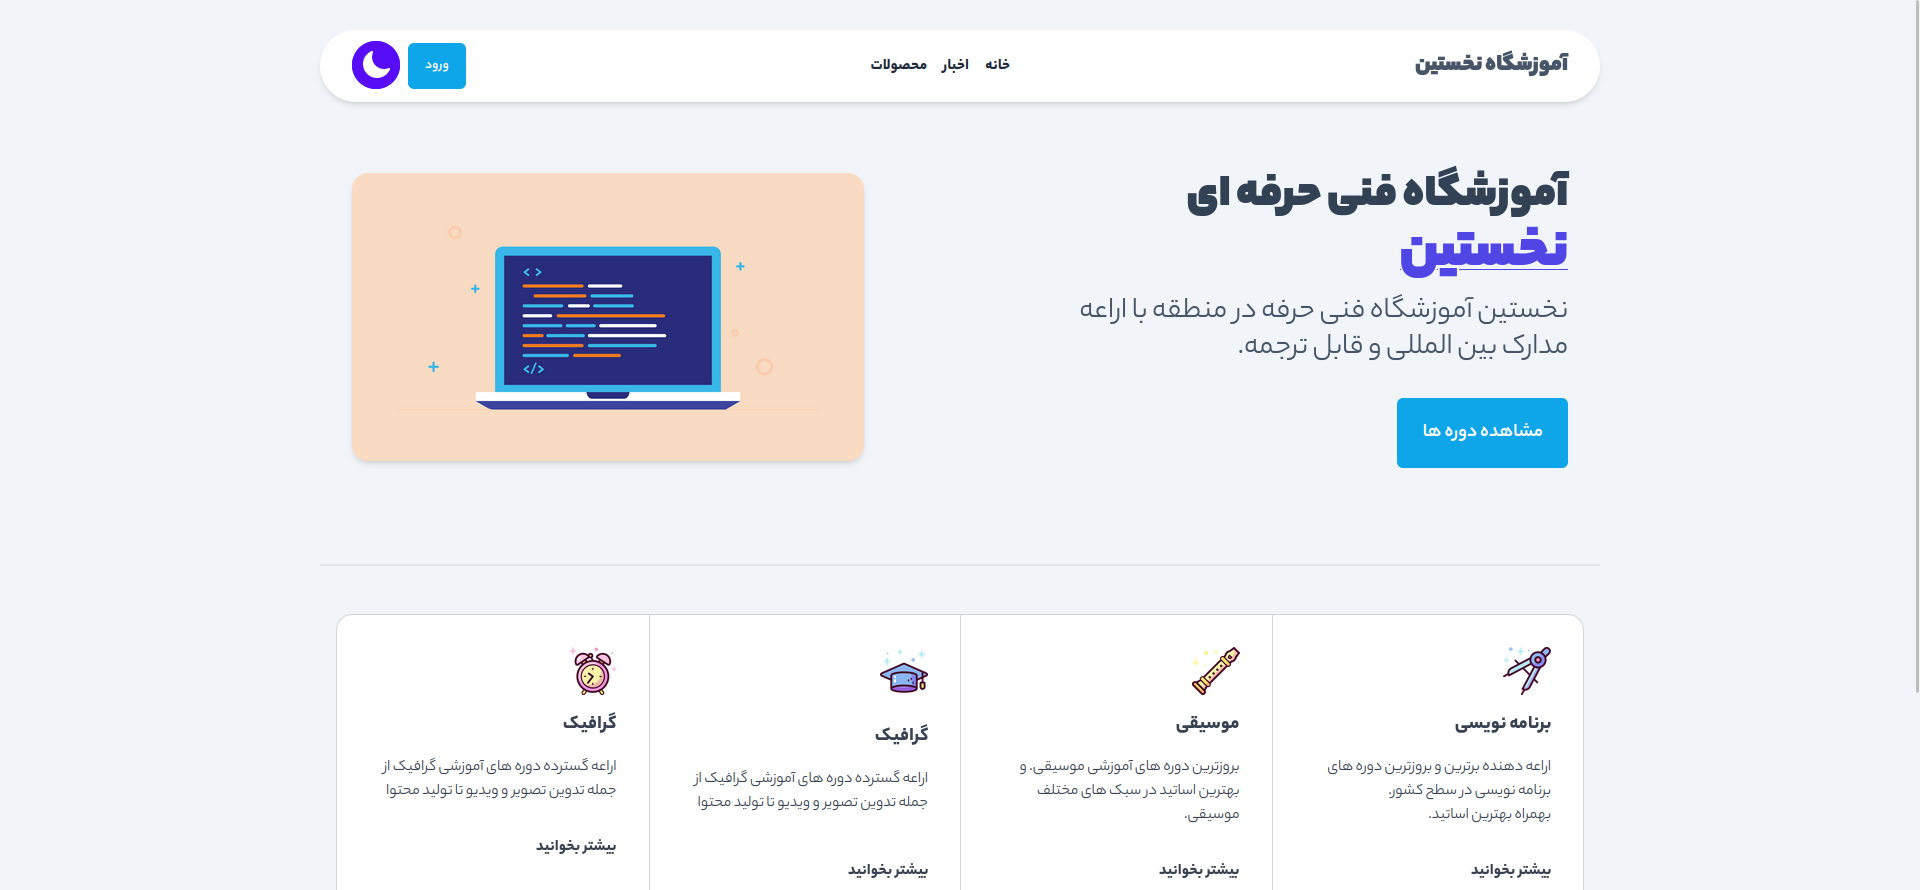 آموزشگاه نخستین
خانه
اخبار
محصولات
ورود
آموزشگاه فنی حرفه ای
نخستین
نخستین آموزشگاه فنی حرفه در منطقه با اراعه
مدارک بین المللی و قابل ترجمه.
مشاهده دوره ها
< >
</>
برنامه نویسی
اراعه دهنده برترین و بروزترین دوره های
برنامه نویسی در سطح کشور.
بهمراه بهترین اساتید.
بیشتر بخوانید
موسیقی
بروزترین دوره های آموزشی موسیقی. و
بهترین اساتید در سبک های مختلف
موسیقی.
بیشتر بخوانید
گرافیک
اراعه گسترده دوره های آموزشی گرافیک از
جمله تدوین تصویر و ویدیو تا تولید محتوا
بیشتر بخوانید
گرافیک
اراعه گسترده دوره های آموزشی گرافیک از
جمله تدوین تصویر و ویدیو تا تولید محتوا
بیشتر بخوانید